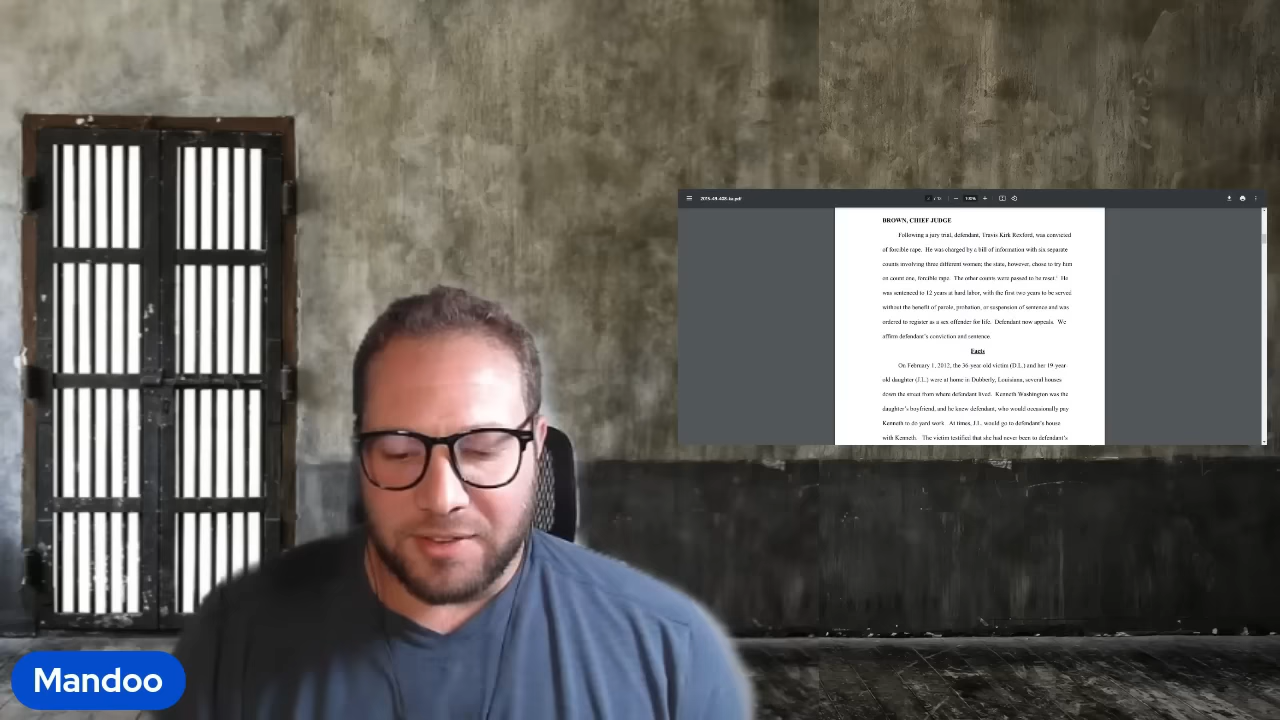 2015-49-428-ka.pdf
100%
BROWN, CHIEF JUDGE
Following a jury trial, defendant, Travis Kirk Rexford, was convicted
of forcible rape. He was charged by a bill of information with six separate
counts involving three different women; the state, however, chose to try him
on count one, forcible rape. The other counts were passed to be reset. He
was sentenced to 12 years at hard labor, with the first two years to be served
without the benefit of parole, probation, or suspension of sentence and was
ordered to register as a sex offender for life. Defendant now appeals. We
affirm defendant's conviction and sentence.
Facts
On February 1, 2012, the 36-year-old victim (D.L.) and her 19-year-
old daughter (J.L.) were at home in Dubberly, Louisiana, several houses
down the street from where defendant lived. Kenneth Washington was the
daughter's boyfriend, and he knew defendant, who would occasionally pay
Kenneth to do yard work. At times, J.L. would go to defendant's house
with Kenneth. The victim testified that she had never been to defendant's
Mandoo